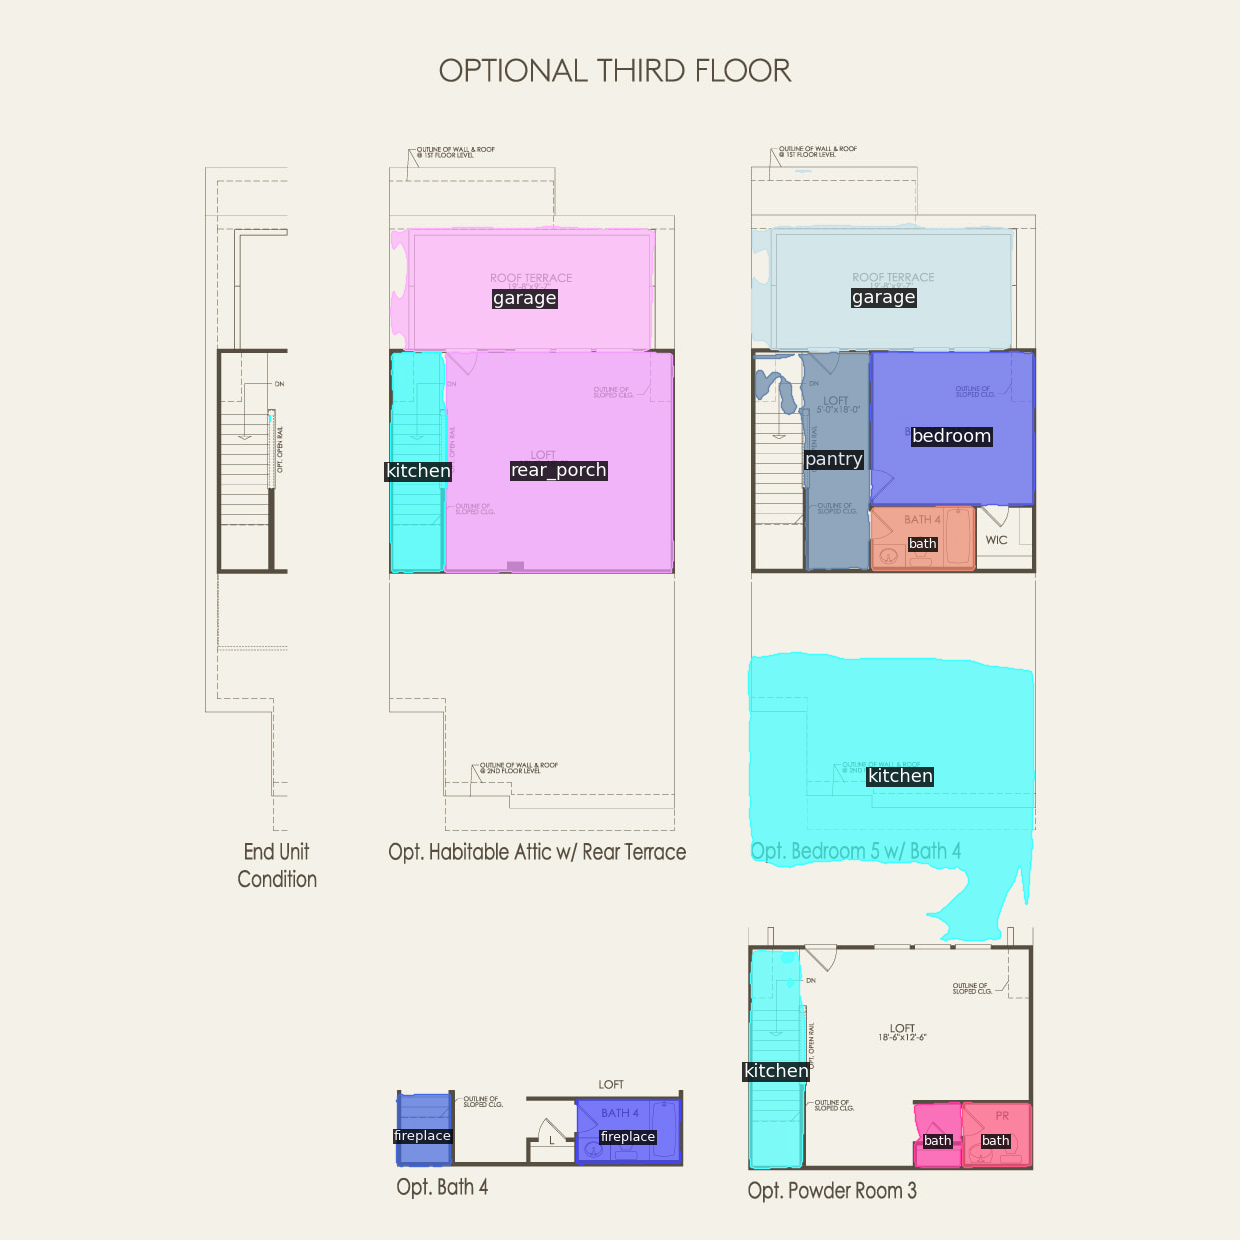 OPTIONAL THIRD FLOOR
OUTLINE OF WALL & ROOF
@ 1ST FLOOR LEVEL
OUTLINE OF WALL & ROOF
@ 1ST FLOOR LEVEL
ROOF TERRACE
garage
ROOF TERRACE
garage
DN
OPT. OPEN RAIL
DN
OPT. OPEN RAIL
OUTLINE OF
SLOPED CLG.
LOFT
kitchen
rear_porch
OUTLINE OF
SLOPED CLG.
DN
LOFT
5'-0"x18'-0"
OUTLINE OF
SLOPED CLG.
bedroom
pantry
OUTLINE OF
SLOPED CLG.
BATH 4
bath
WIC
OUTLINE OF WALL & ROOF
@ 2ND FLOOR LEVEL
OUTLINE OF WALL & ROOF
kitchen
End Unit
Condition
Opt. Habitable Attic w/ Rear Terrace
Opt. Bedroom 5 w/ Bath 4
DN
OUTLINE OF
SLOPED CLG.
LOFT
18'-6"x12'-6"
OPT. OPEN RAIL
kitchen
OUTLINE OF
SLOPED CLG.
PR
bath
bath
LOFT
OUTLINE OF
SLOPED CLG.
BATH 4
fireplace
L
fireplace
Opt. Bath 4
Opt. Powder Room 3